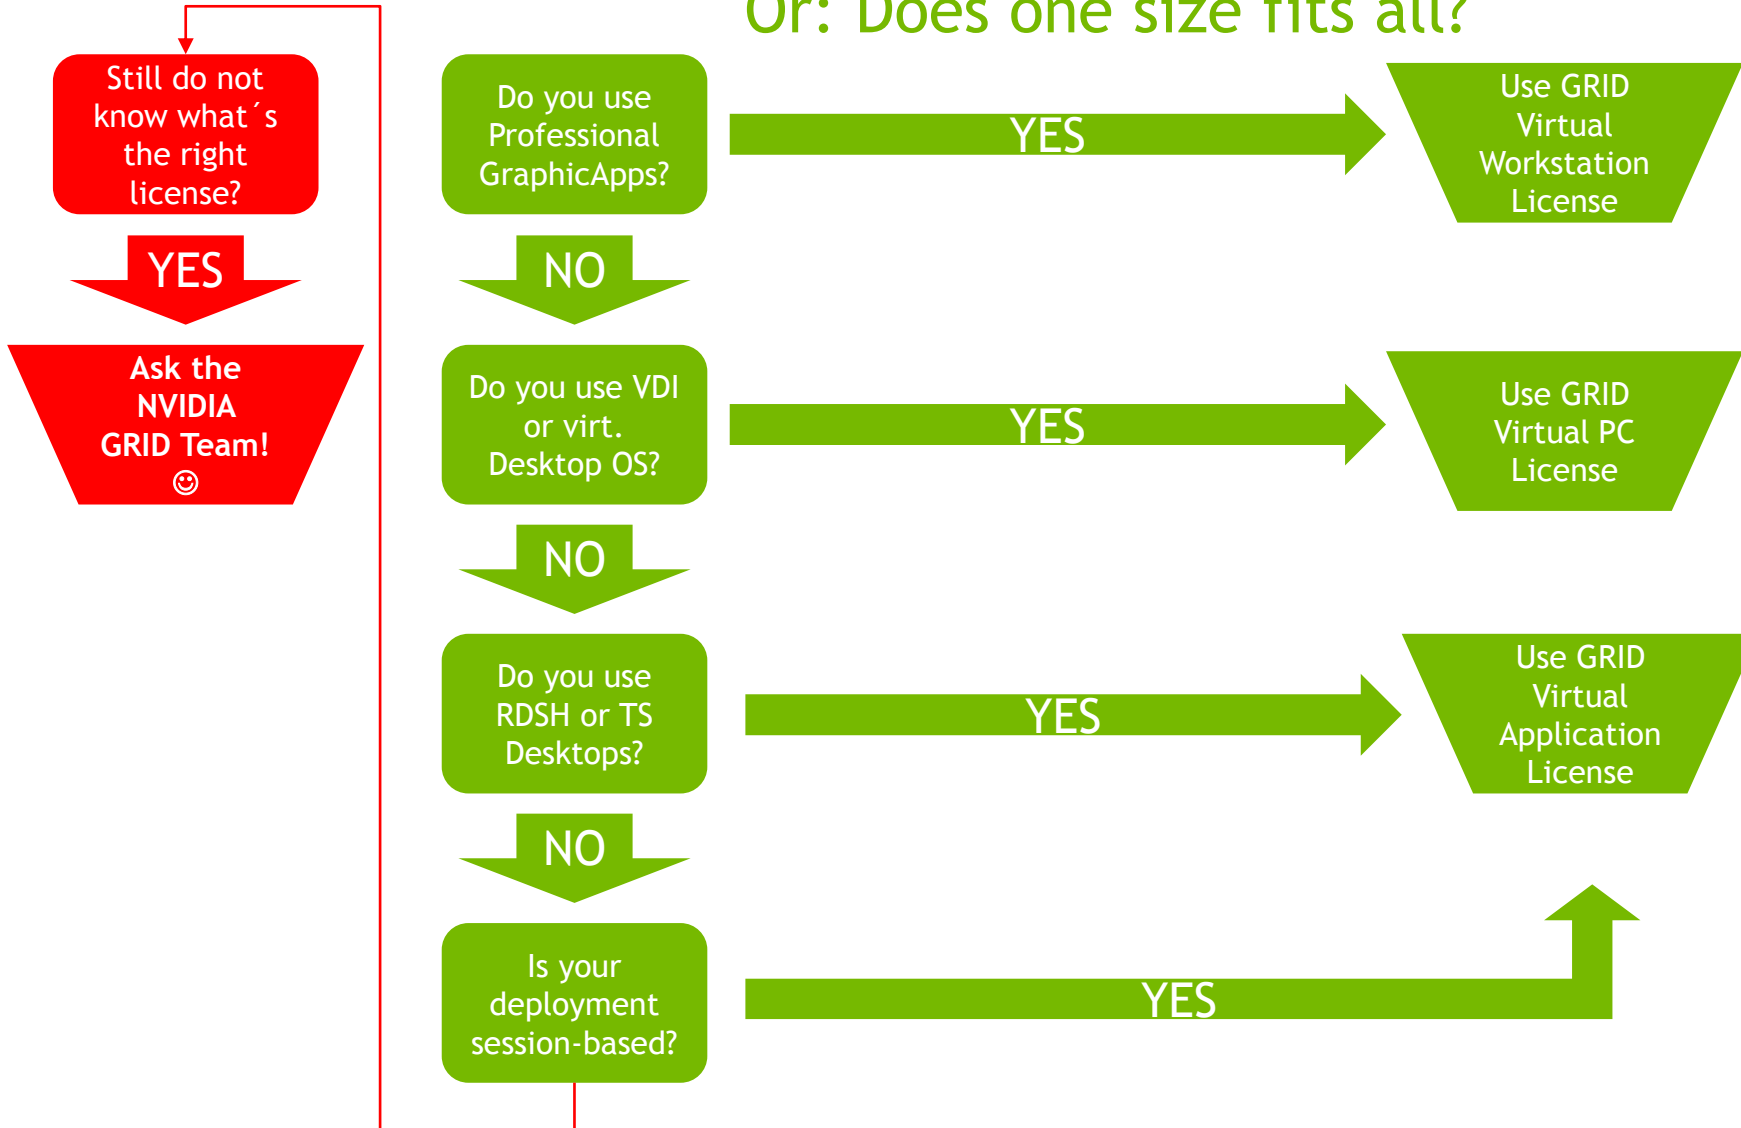 Or: Does one size fits all?
Still do not
know what´s
the right
license?
YES
Ask the
NVIDIA
GRID Team!
☺
Do you use
Professional
GraphicApps?
YES
Use GRID
Virtual
Workstation
License
NO
Do you use VDI
or virt.
Desktop OS?
YES
Use GRID
Virtual PC
License
NO
Do you use
RDSH or TS
Desktops?
YES
Use GRID
Virtual
Application
License
NO
Is your
deployment
session-based?
YES